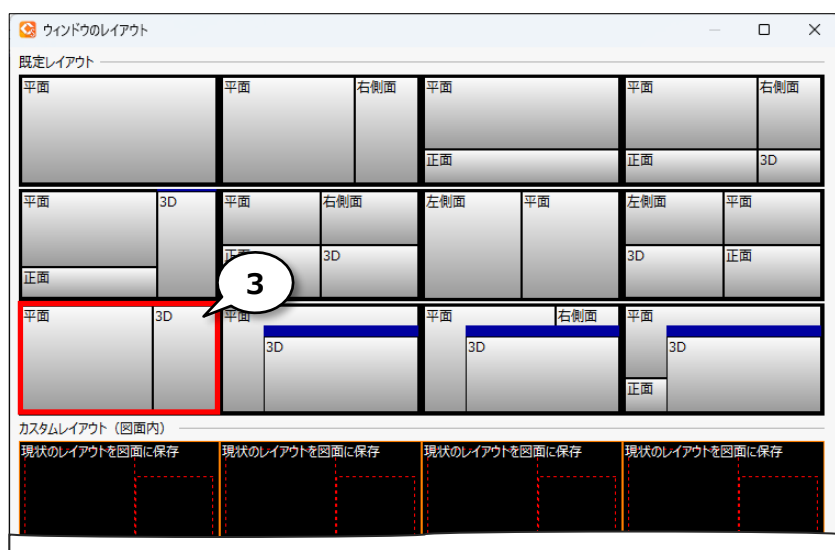 ウィンドウのレイアウト
既定レイアウト
平面 平面 右側面 平面 平面 右側面
正面 正面 3D
平面 3D 平面 右側面 左側面 平面 左側面 平面
正面 3D 3D 正面
正面
3
平面 3D 平面 平面 右側面 平面
3D 3D 3D
正面
カスタムレイアウト（図面内）
現状のレイアウトを図面に保存 現状のレイアウトを図面に保存 現状のレイアウトを図面に保存 現状のレイアウトを図面に保存